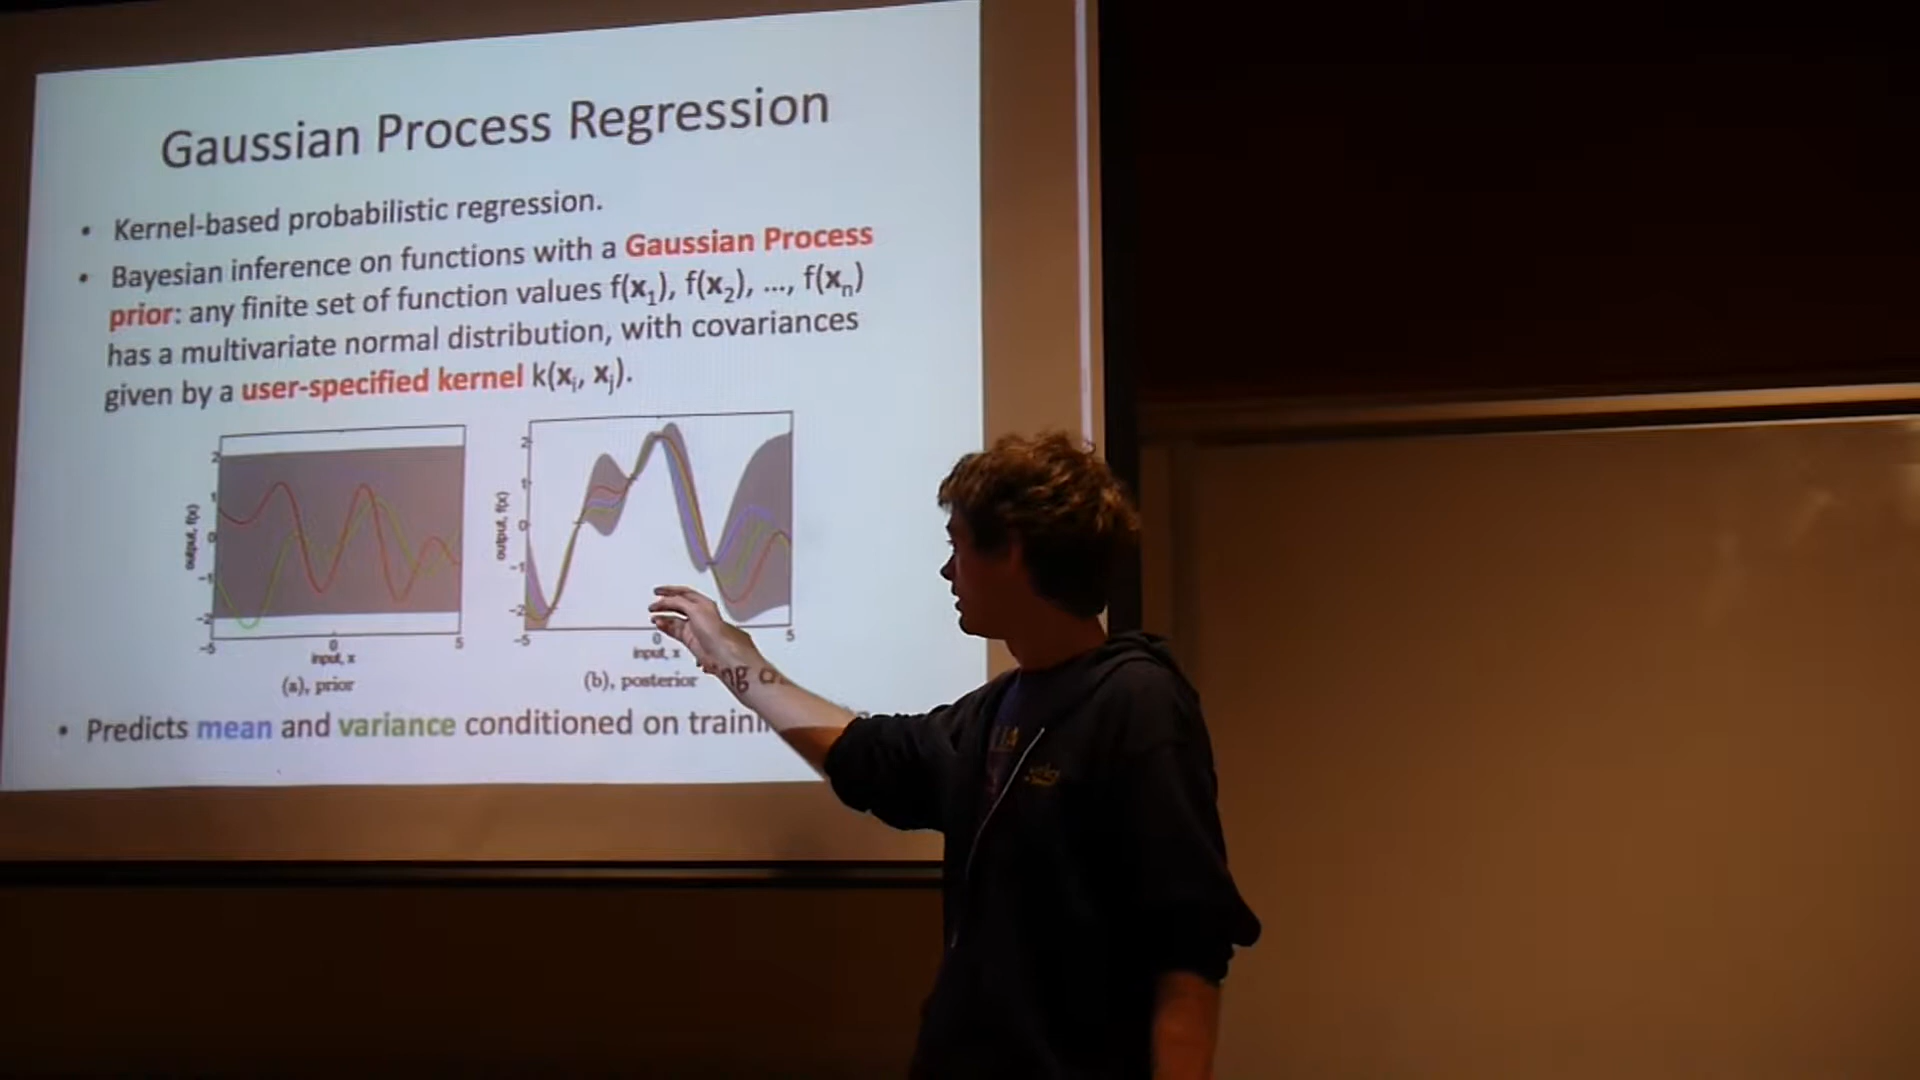 Gaussian Process Regression
• Kernel-based probabilistic regression.
• Bayesian inference on functions with a Gaussian Process
prior: any finite set of function values f(x₁), f(x₂), ..., f(xₙ)
has a multivariate normal distribution, with covariances
given by a user-specified kernel k(xᵢ, xⱼ).
2
1
0
-1
-2
output, f(x)
-5
0
5
input, x
(a), prior
2
1
0
-1
-2
output, f(x)
-5
0
5
input, x
(b), posterior
• Predicts mean and variance conditioned on training